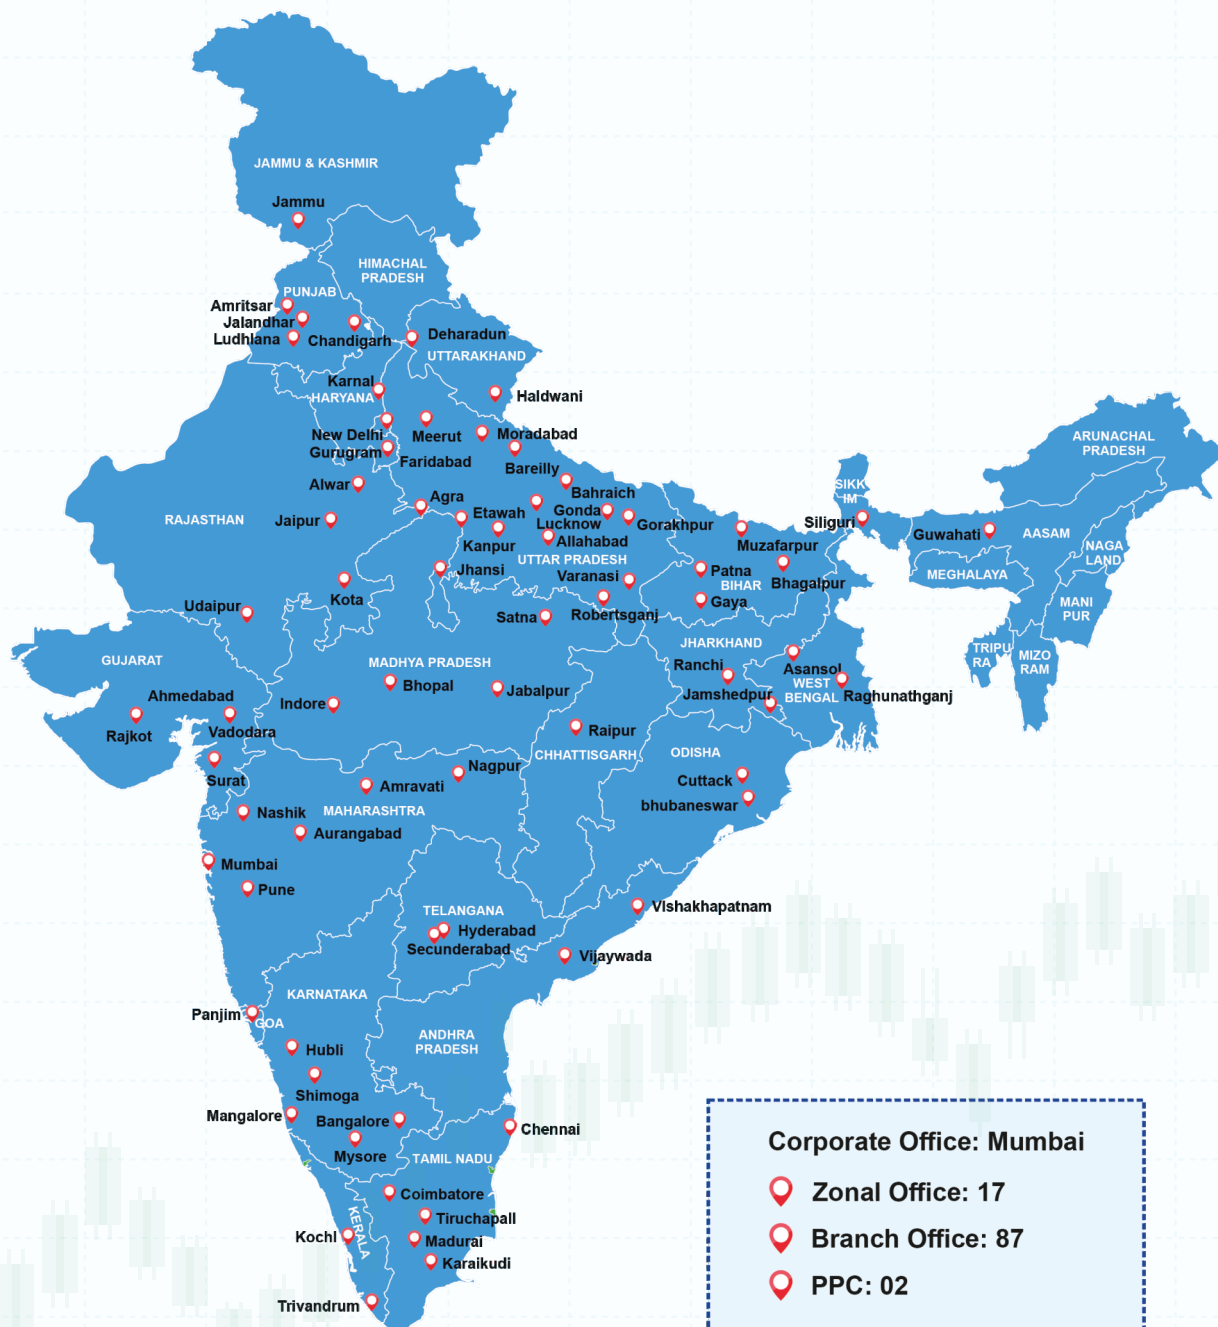 JAMMU & KASHMIR
Jammu
HIMACHAL
PRADESH
PUNJAB
Amritsar
Jalandhar
Ludhlana
Chandigarh
Deharadun
UTTARAKHAND
Karnal
HARYANA
Haldwani
New Delhi
Gurugram
Faridabad
Meerut
Moradabad
Bareilly
ARUNACHAL
PRADESH
Alwar
Agra
Bahraich
SIKK
IM
RAJASTHAN
Jaipur
Etawah
Gonda
Lucknow
Gorakhpur
Kanpur
Allahabad
UTTAR PRADESH
Muzafarpur
Siliguri
Guwahati
AASAM
NAGA
LAND
MEGHALAYA
Jhansi
Varanasi
Patna
BIHAR
Bhagalpur
Kota
Udaipur
Satna
Robertsganj
Gaya
MANI
PUR
GUJARAT
MADHYA PRADESH
JHARKHAND
TRIPU
RA
MIZO
RAM
Ranchi
Asansol
WEST
BENGAL
Ahmedabad
Bhopal
Jabalpur
Jamshedpur
Raghunathganj
Indore
Rajkot
Vadodara
Raipur
CHHATTISGARH
ODISHA
Surat
Nagpur
Amravati
Cuttack
bhubaneswar
Nashik
MAHARASHTRA
Aurangabad
Mumbai
Pune
TELANGANA
Hyderabad
Secunderabad
VIshakhapatnam
Vijaywada
KARNATAKA
Panjim
GOA
ANDHRA
PRADESH
Hubli
Shimoga
Mangalore
Bangalore
Mysore
Chennai
TAMIL NADU
Coimbatore
Tiruchapall
KERALA
Kochl
Madurai
Karaikudi
Trivandrum
Corporate Office: Mumbai
Zonal Office: 17
Branch Office: 87
PPC: 02